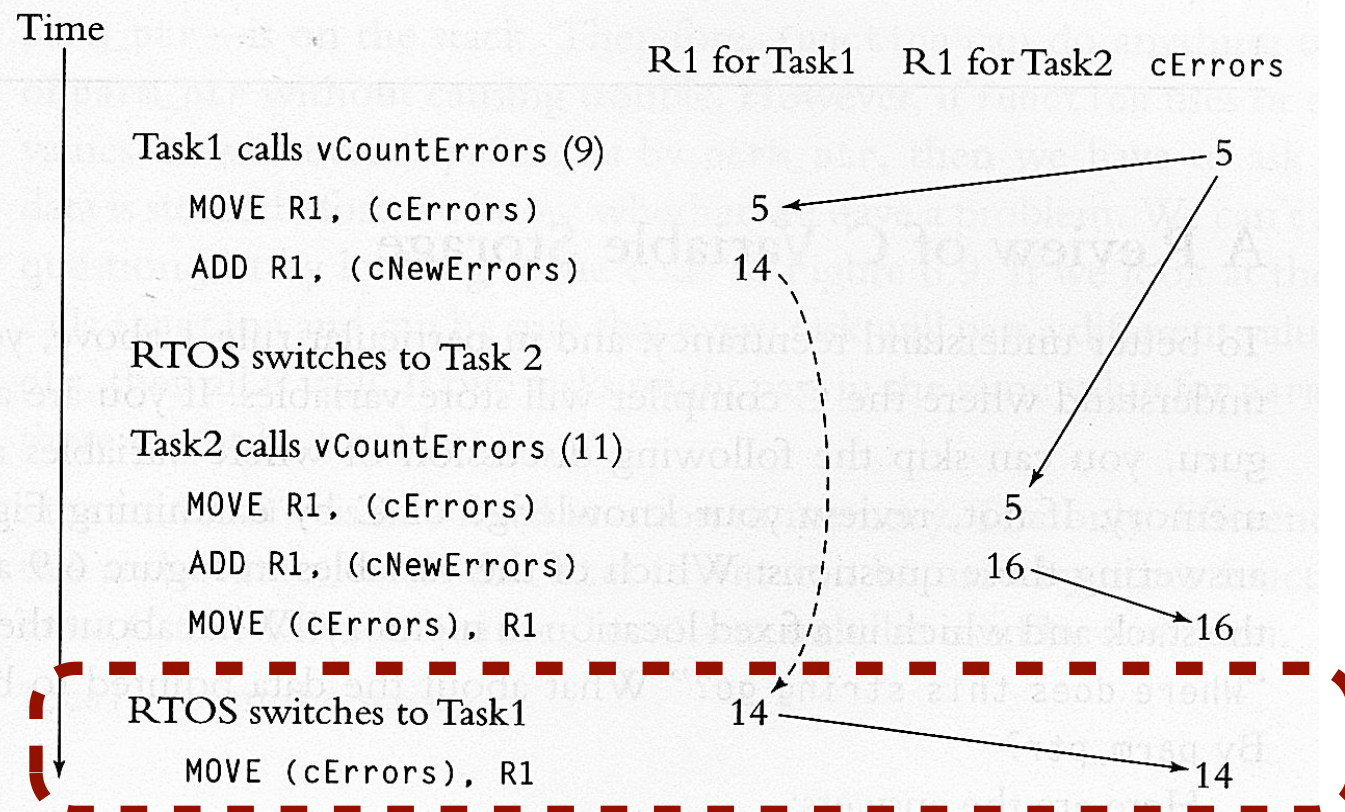 Time
R1 for Task1 R1 for Task2 cErrors
Task1 calls vCountErrors (9) 5
MOVE R1, (cErrors) 5
ADD R1, (cNewErrors) 14
RTOS switches to Task 2
Task2 calls vCountErrors (11)
MOVE R1, (cErrors) 5
ADD R1, (cNewErrors) 16
MOVE (cErrors), R1 16
RTOS switches to Task1 14
MOVE (cErrors), R1 14